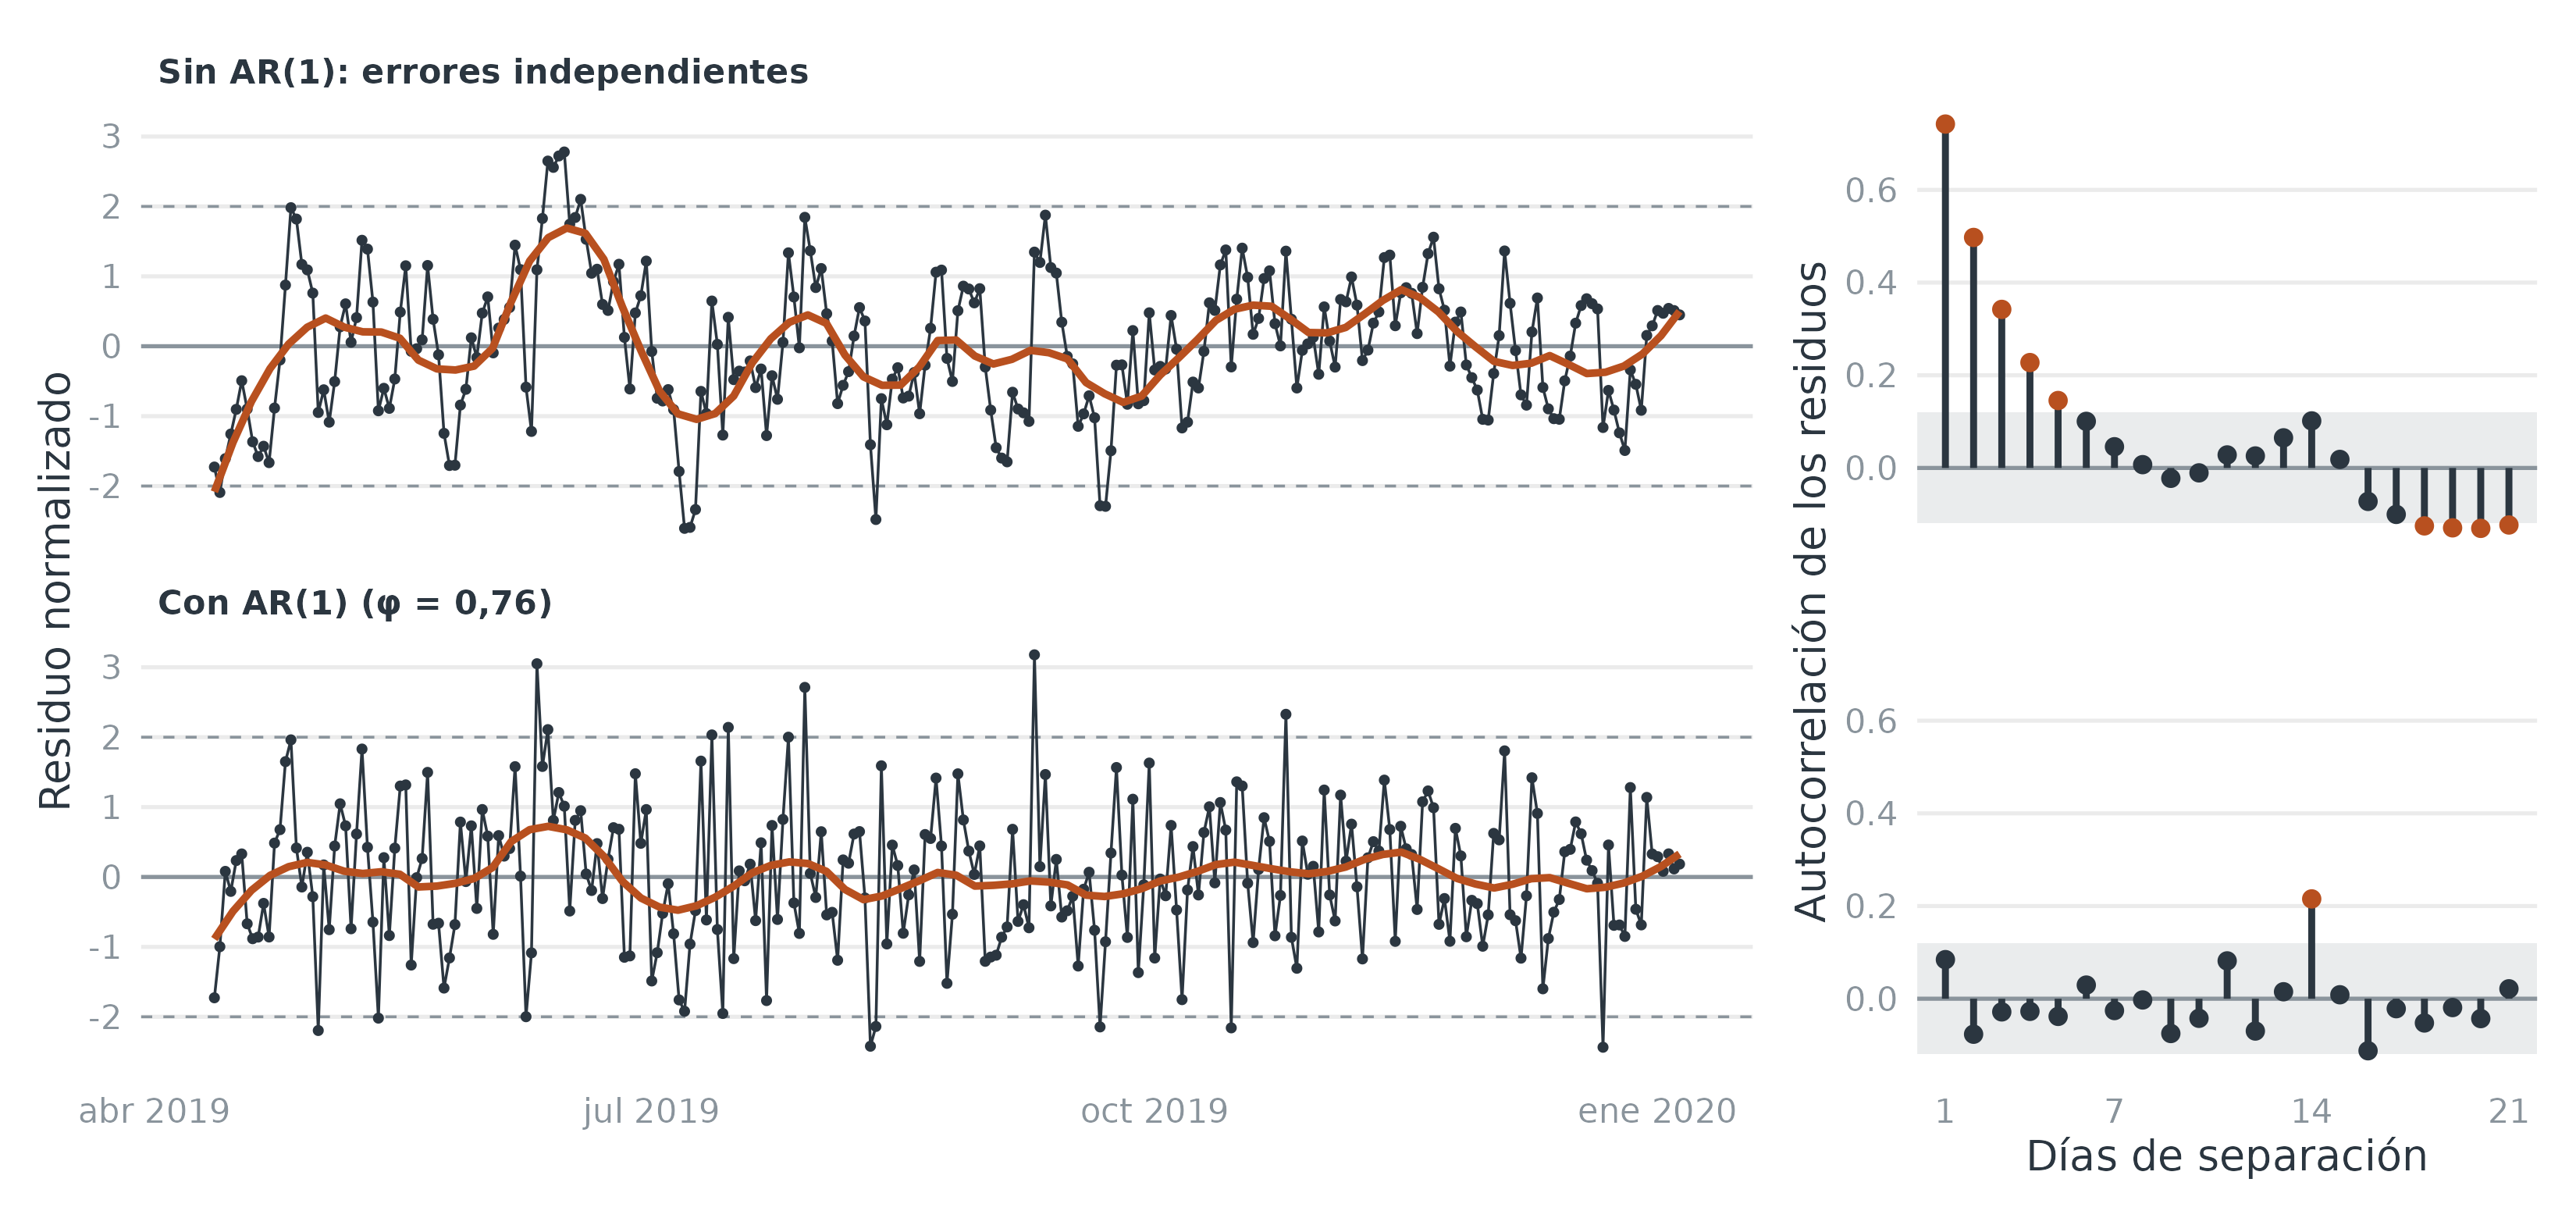 Sin AR(1): errores independientes
Residuo normalizado
3
2
1
0
-1
-2
Con AR(1) (φ = 0,76)
3
2
1
0
-1
-2
abr 2019
jul 2019
oct 2019
ene 2020
Autocorrelación de los residuos
0.6
0.4
0.2
0.0
0.6
0.4
0.2
0.0
1
7
14
21
Días de separación